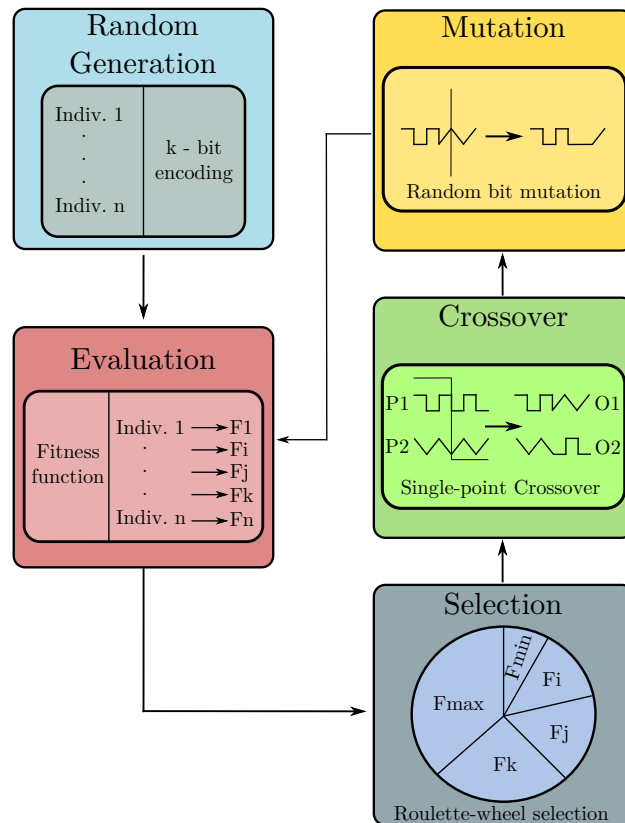 Random
Generation
Indiv. 1
.
.
.
Indiv. n
k - bit
encoding
Mutation
Random bit mutation
Evaluation
Fitness
function
Indiv. 1
F1
.
Fi
.
Fj
.
Fk
Indiv. n
Fn
Crossover
P1
O1
P2
O2
Single-point Crossover
Selection
Fmin
Fi
Fmax
Fj
Fk
Roulette-wheel selection